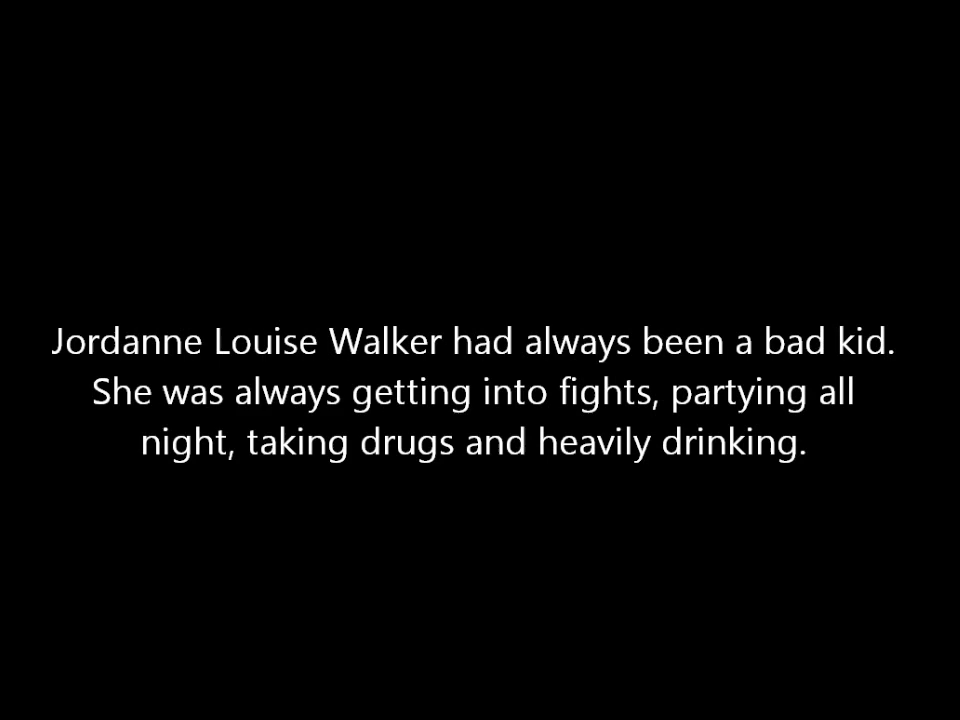 Jordanne Louise Walker had always been a bad kid.
She was always getting into fights, partying all
night, taking drugs and heavily drinking.